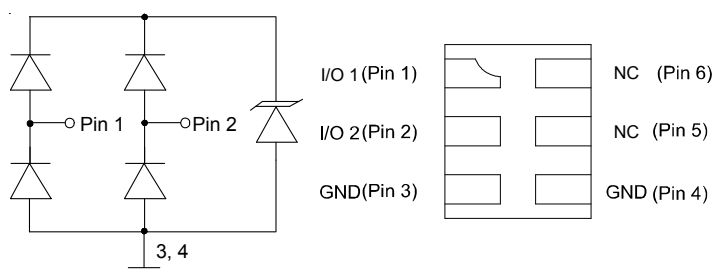 Pin 1
Pin 2
3, 4
I/O 1 (Pin 1)
NC (Pin 6)
I/O 2 (Pin 2)
NC (Pin 5)
GND (Pin 3)
GND (Pin 4)